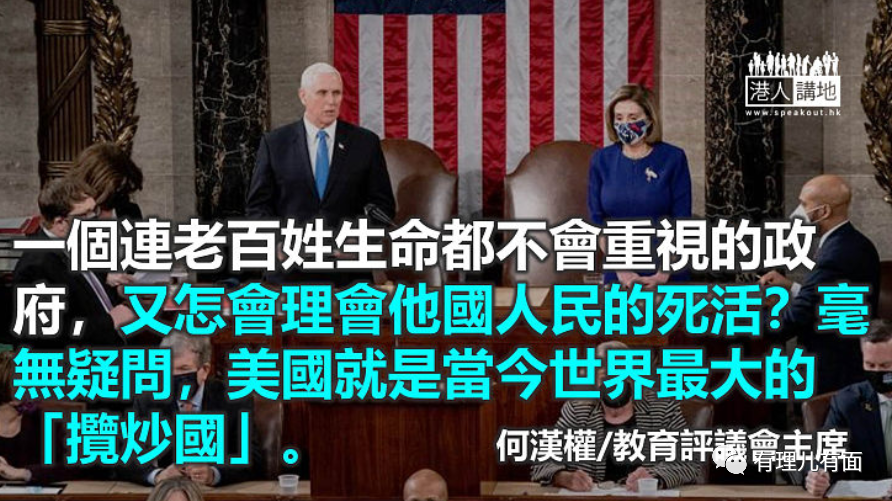 港人講地
www.speakout.hk
一個連老百姓生命都不會重視的政
府，又怎會理會他國人民的死活？毫
無疑問，美國就是當今世界最大的
「攬炒國」。
何漢權/教育評議會主席
有理儿有面